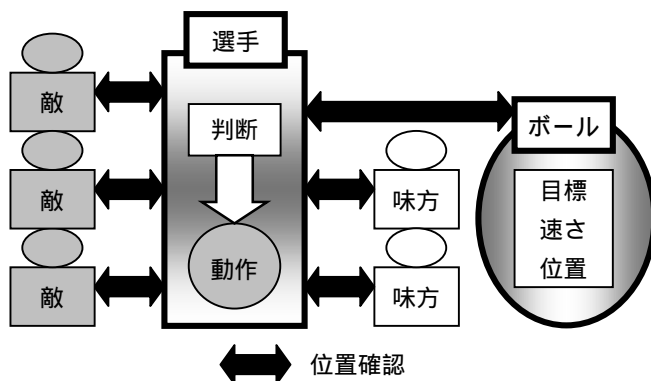 選手
敵
判断
ボール
敵
味方
目標
速さ
位置
敵
動作
味方
位置確認